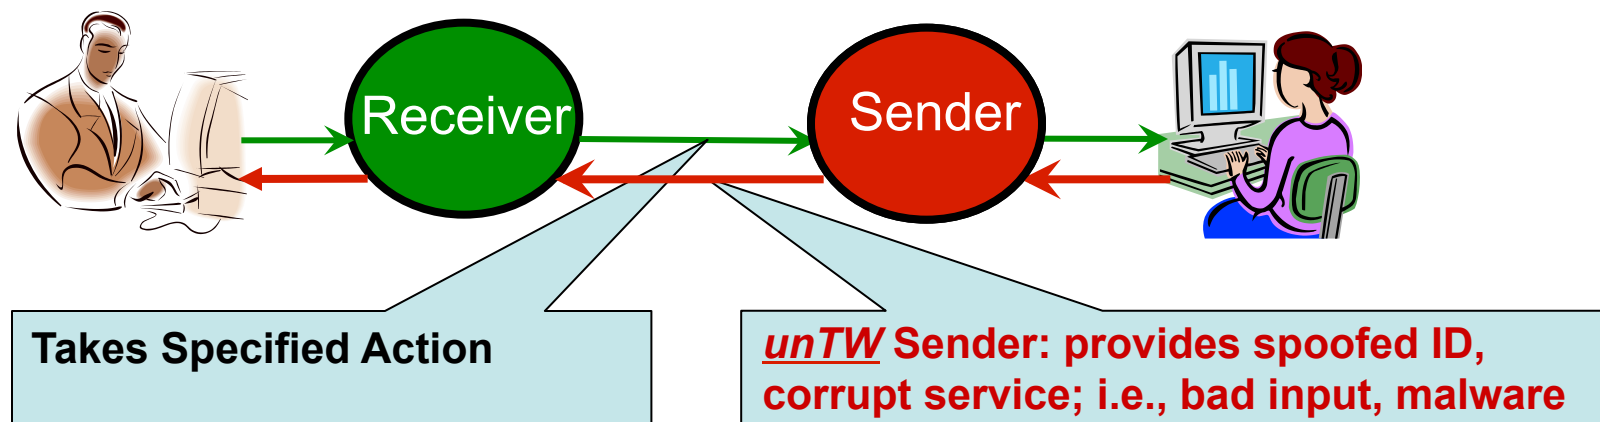 Receiver
Sender
Takes Specified Action
unTW Sender: provides spoofed ID,
corrupt service; i.e., bad input, malware